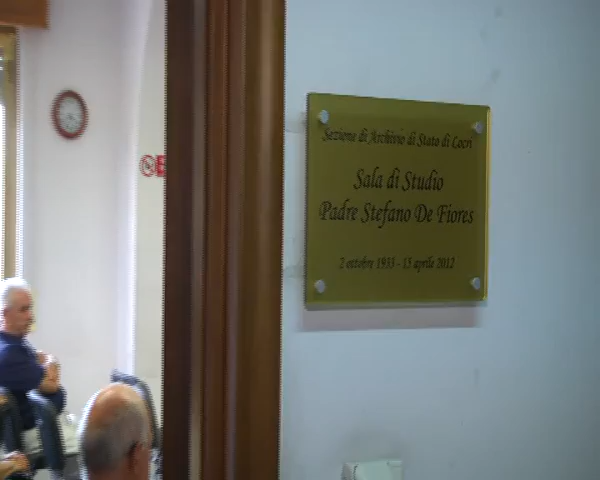 Sezione di Archivio di Stato di Locri
Sala di Studio
Padre Stefano De Fiores
2 ottobre 1933 - 15 aprile 2012